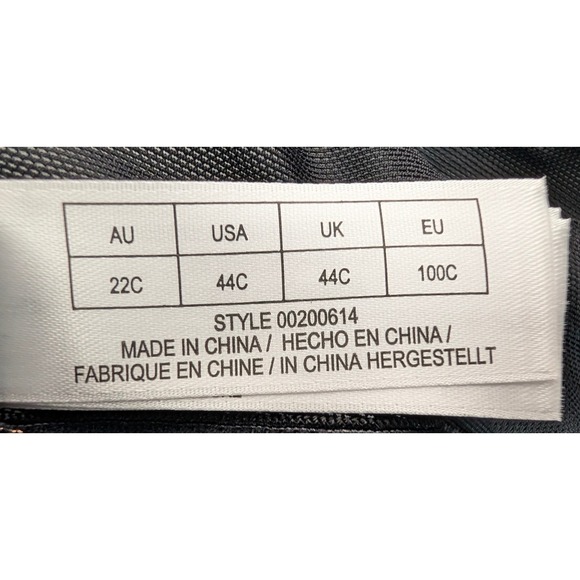 AU USA UK EU
22C 44C 44C 100C
STYLE 00200614
MADE IN CHINA / HECHO EN CHINA /
FABRIQUE EN CHINE / IN CHINA HERGESTELLT